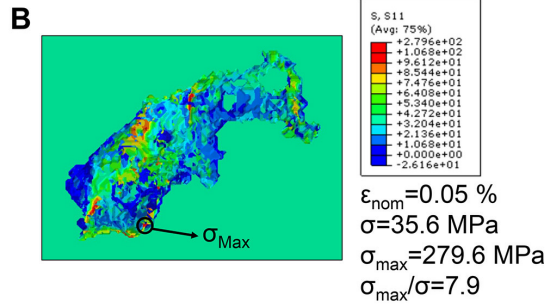 B
S, S11
(Avg: 75%)
+2.796e+02
+1.068e+02
+9.612e+01
+8.544e+01
+7.476e+01
+6.408e+01
+5.340e+01
+4.272e+01
+3.204e+01
+2.136e+01
+1.068e+01
+0.000e+00
-2.616e+01
σMax
εnom=0.05 %
σ=35.6 MPa
σmax=279.6 MPa
σmax/σ=7.9